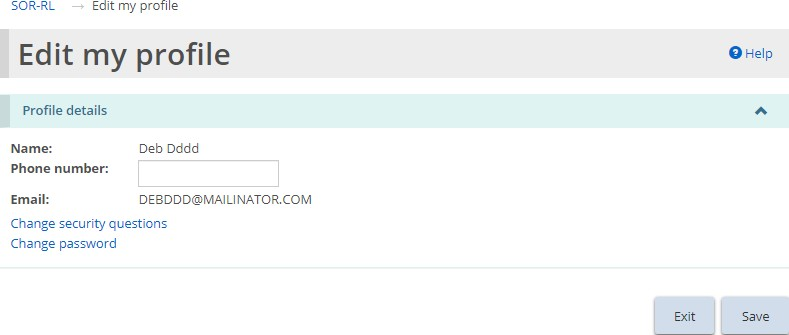 SOR-RL → Edit my profile
Edit my profile
Help
Profile details
Name: Deb Dddd
Phone number:
Email: DEBDDD@MAILINATOR.COM
Change security questions
Change password
Exit Save